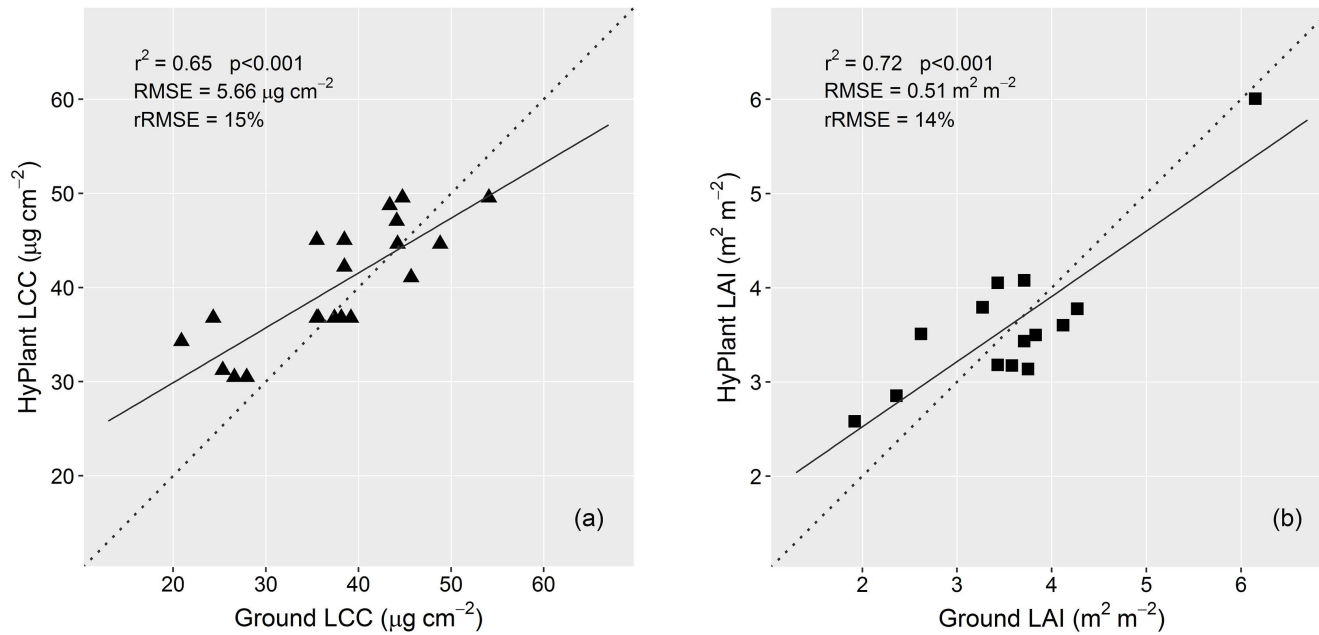 r² = 0.65 p<0.001
RMSE = 5.66 μg cm⁻²
rRMSE = 15%
60
50
40
30
20
HyPlant LCC (μg cm⁻²)
(a)
20 30 40 50 60
Ground LCC (μg cm⁻²)
r² = 0.72 p<0.001
RMSE = 0.51 m² m⁻²
rRMSE = 14%
6
5
4
3
2
HyPlant LAI (m² m⁻²)
(b)
2 3 4 5 6
Ground LAI (m² m⁻²)